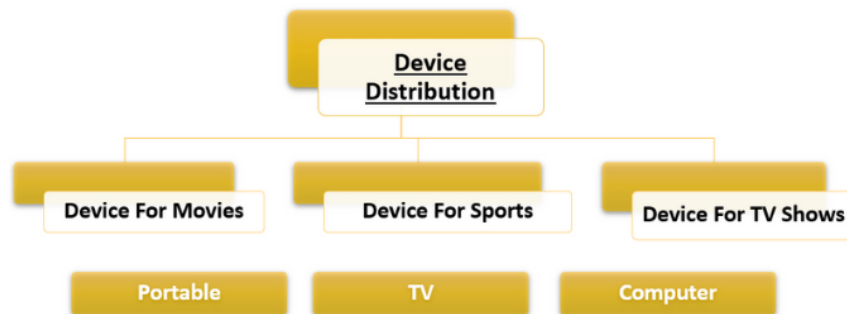 Device
Distribution
Device For Movies
Device For Sports
Device For TV Shows
Portable
TV
Computer